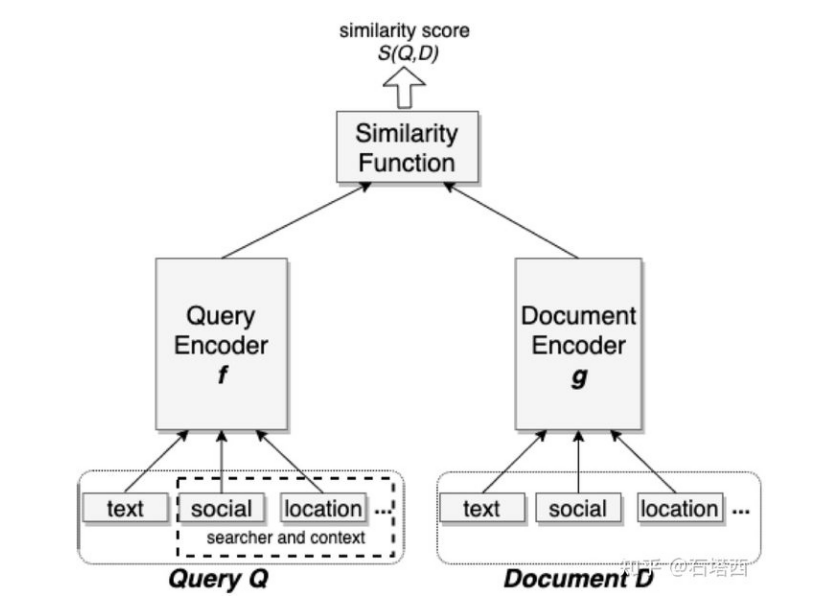 similarity score
S(Q,D)
Similarity
Function
Query
Encoder
f
Document
Encoder
g
text
social
location
...
searcher and context
Query Q
text
social
location
...
Document D
知乎 @石塔西